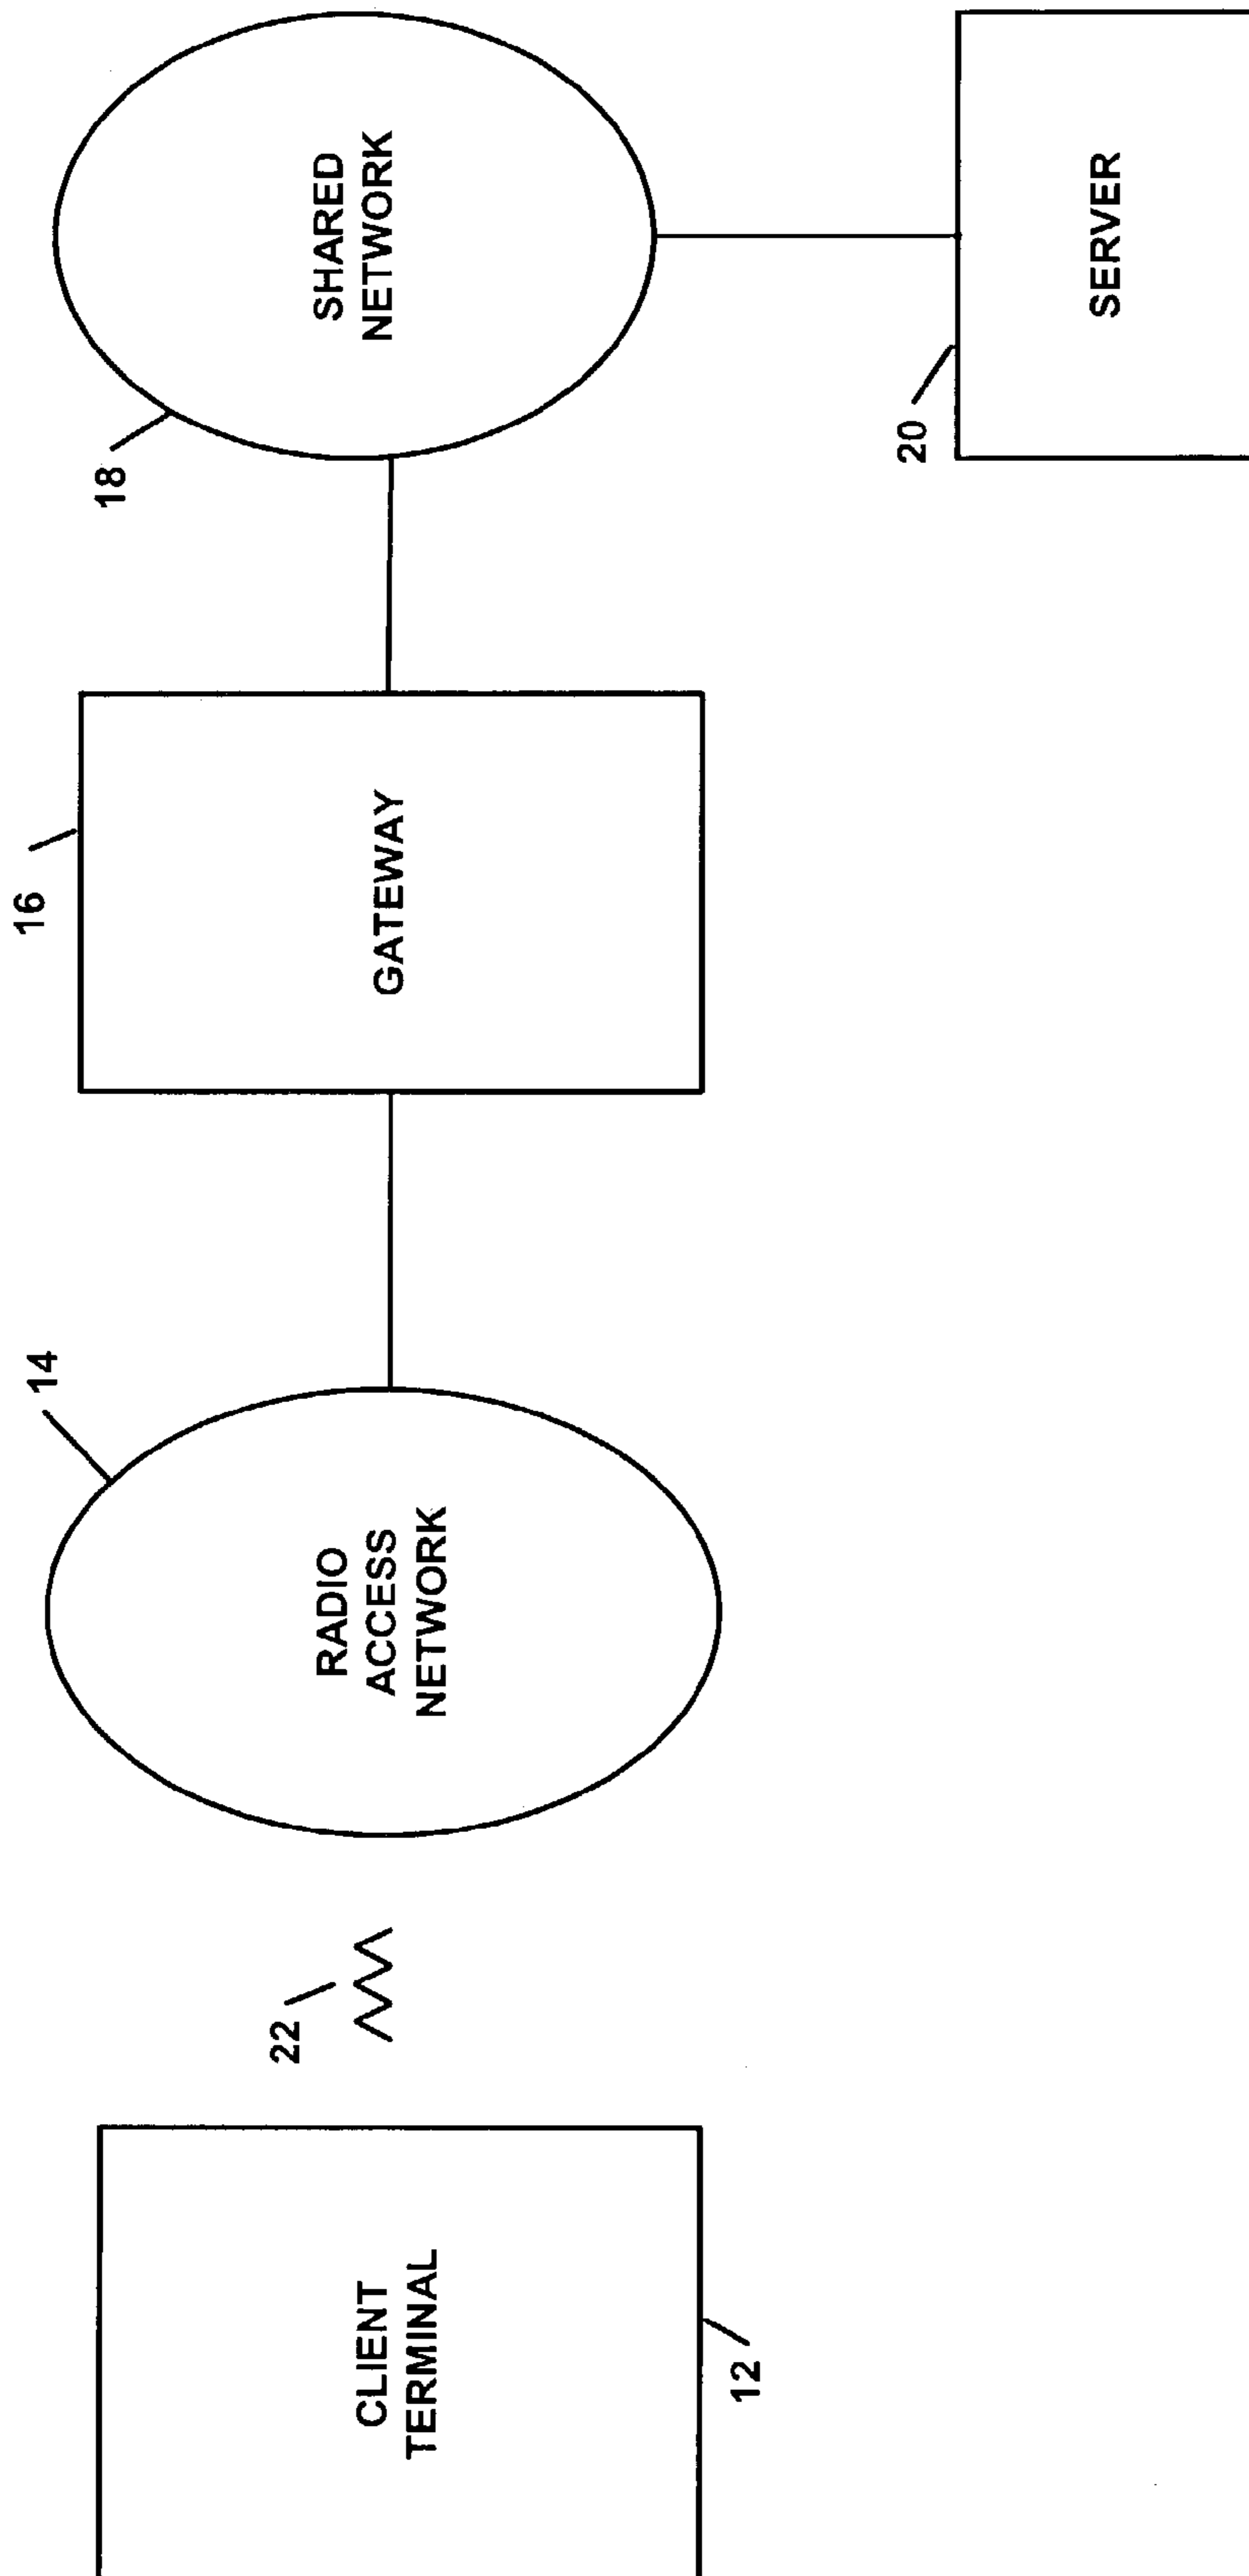 CLIENT
TERMINAL
12
22
RADIO
ACCESS
NETWORK
14
GATEWAY
16
SHARED
NETWORK
18
SERVER
20